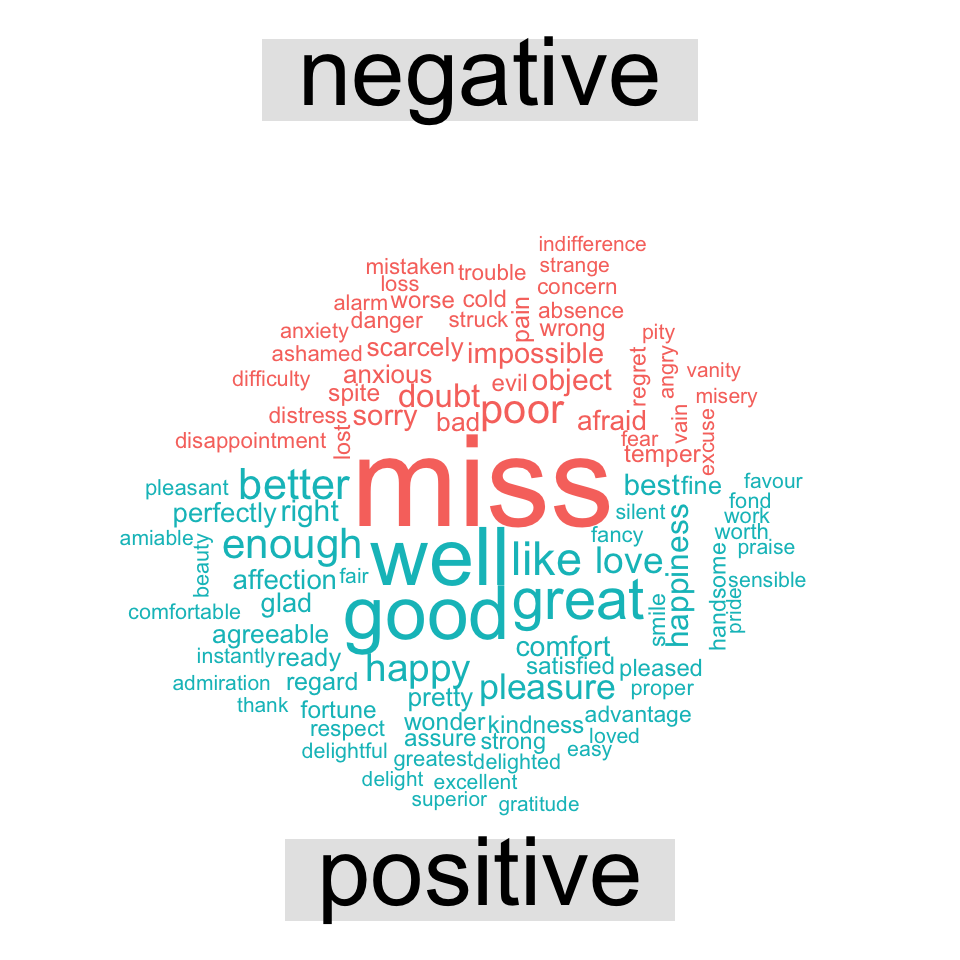 negative
indifference
mistaken trouble strange
loss concern
alarm worse cold pain absence
anxiety danger struck wrong pity
ashamed scarcely impossible regret angry
difficulty anxious evil object vanity
spite doubt poor misery
distress sorry bad afraid vain excuse
disappointment lost fear
temper
miss
pleasant better best fine favour
perfectly right silent fond
work
amiable enough well like love fancy worth
beauty affection fair happiness praise
glad great handsome sensible
comfortable good smile pride
agreeable comfort
instantly ready happy satisfied pleased
admiration regard pleasure proper
thank fortune pretty advantage
respect wonder kindness
delightful assure strong loved
greatest delighted easy
delight excellent
superior gratitude
positive